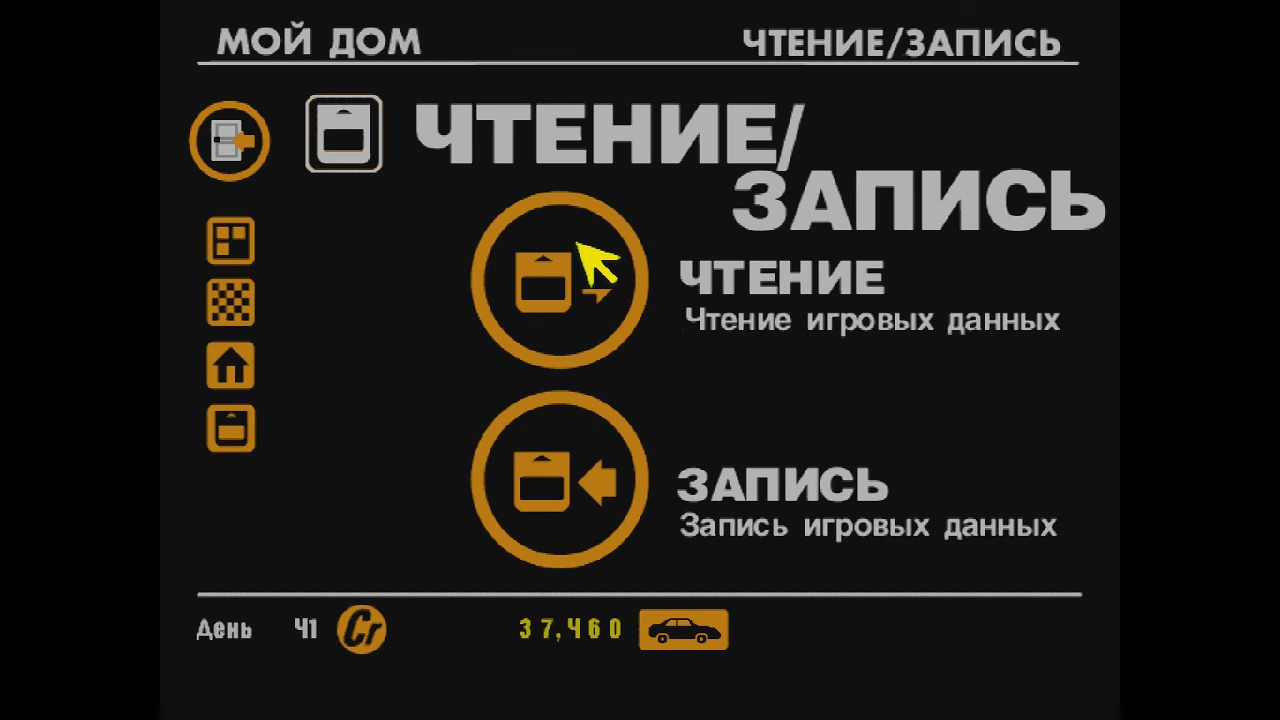 МОЙ ДОМ
ЧТЕНИЕ/ЗАПИСЬ
ЧТЕНИЕ/
ЗАПИСЬ
ЧТЕНИЕ
Чтение игровых данных
ЗАПИСЬ
Запись игровых данных
День 41 Cr 37,460